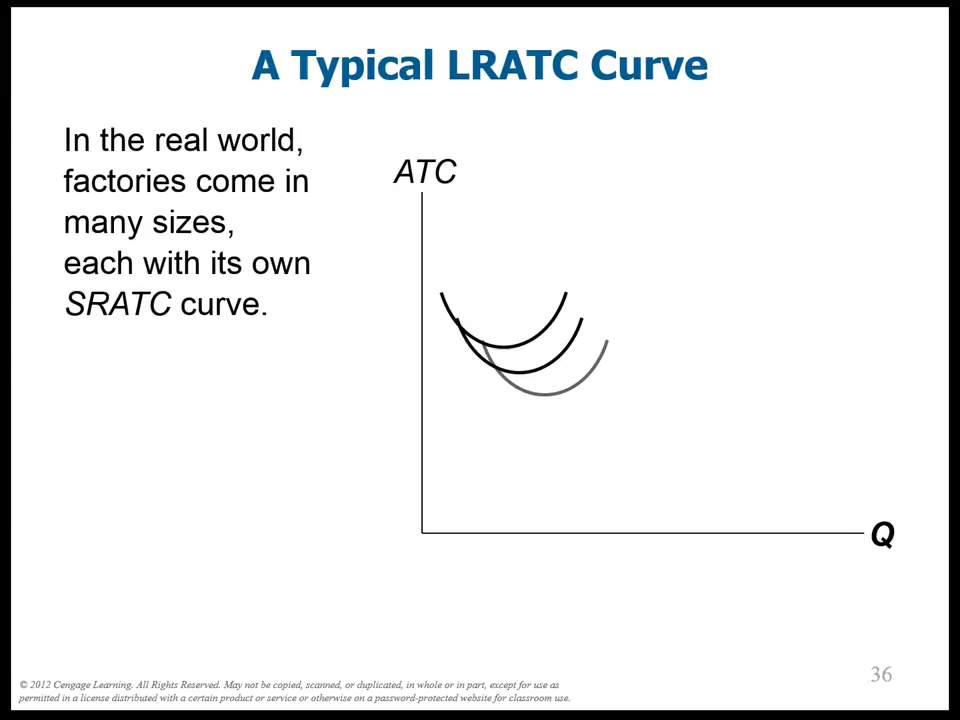 A Typical LRATC Curve
In the real world,
factories come in
many sizes,
each with its own
SRATC curve.
ATC
Q
36
© 2012 Cengage Learning. All Rights Reserved. May not be copied, scanned, or duplicated, in whole or in part, except for use as
permitted in a license distributed with a certain product or service or otherwise on a password-protected website for classroom use.